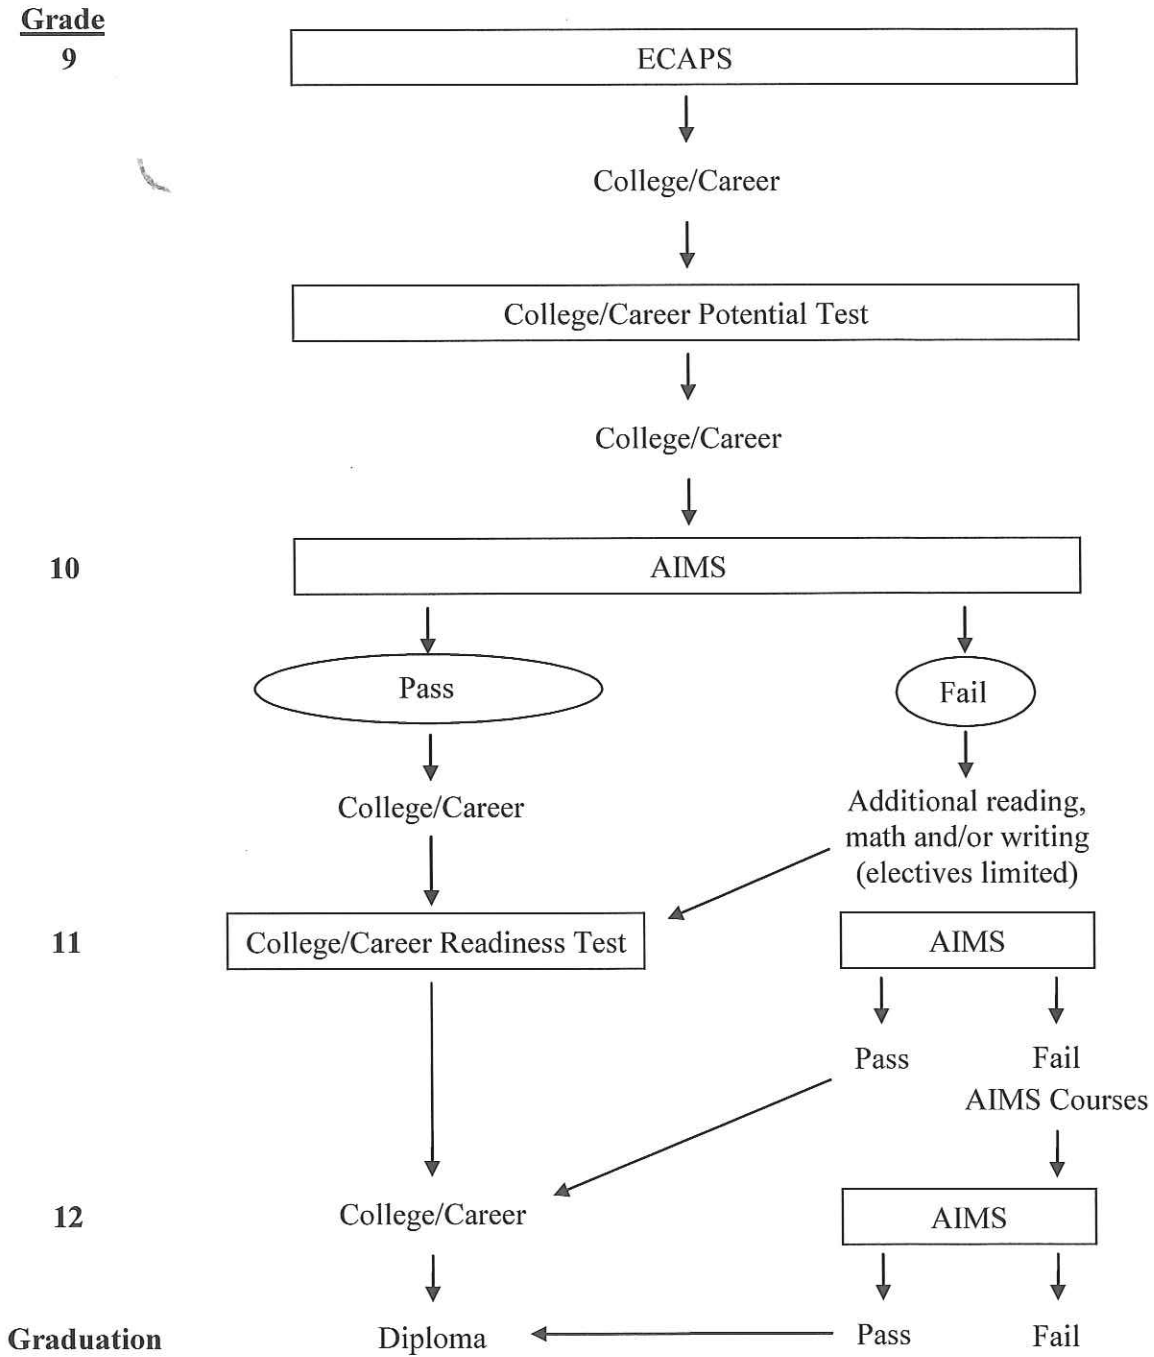 Grade
9
ECAPS
College/Career
College/Career Potential Test
College/Career
10
AIMS
Pass
Fail
College/Career
Additional reading,
math and/or writing
(electives limited)
11
College/Career Readiness Test
AIMS
Pass
Fail
AIMS Courses
12
College/Career
AIMS
Graduation
Diploma
Pass
Fail